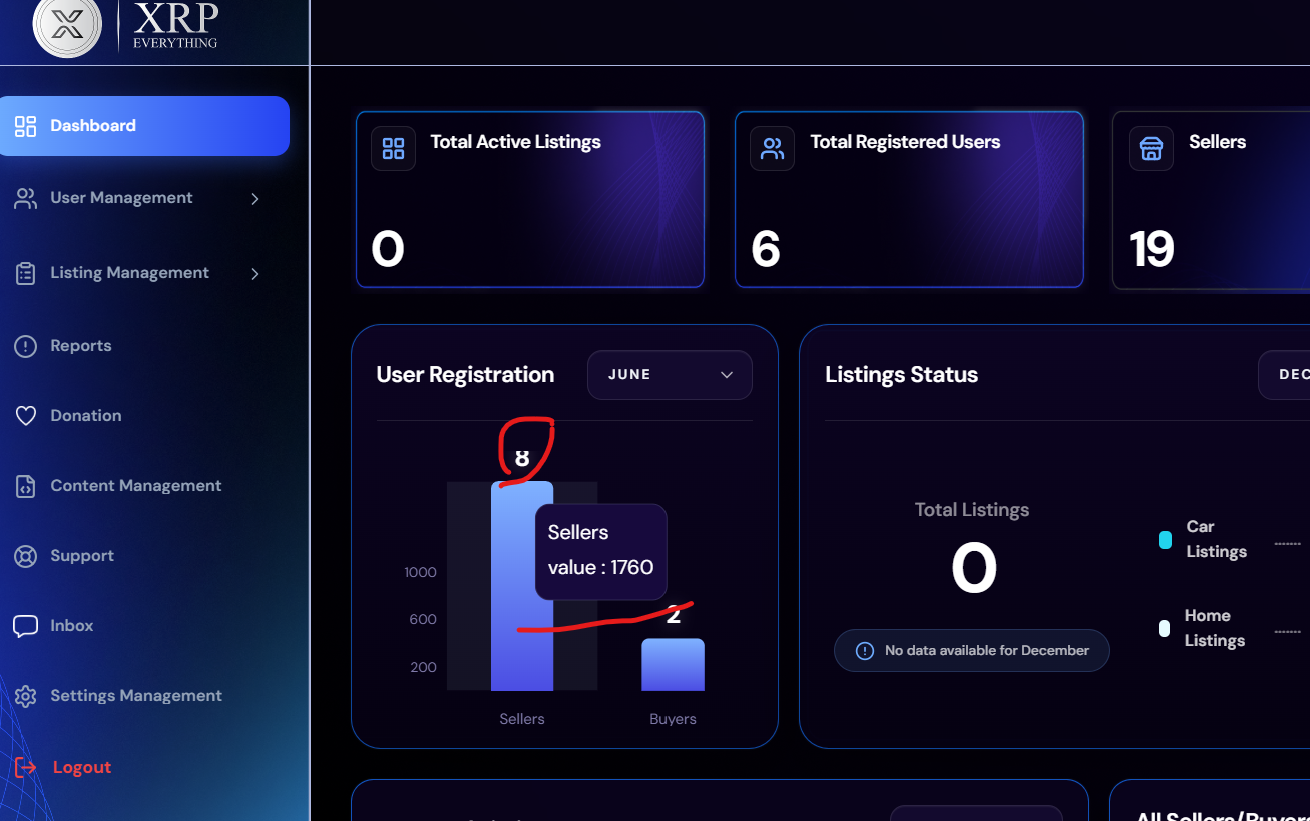 XRP
EVERYTHING
Dashboard
User Management
Listing Management
Reports
Donation
Content Management
Support
Inbox
Settings Management
Logout
Total Active Listings
0
Total Registered Users
6
Sellers
19
User Registration
JUNE
8
Sellers
value : 1760
2
1000
600
200
Sellers
Buyers
Listings Status
DEC
Total Listings
0
No data available for December
Car
Listings
Home
Listings
All Sellers/Buyers